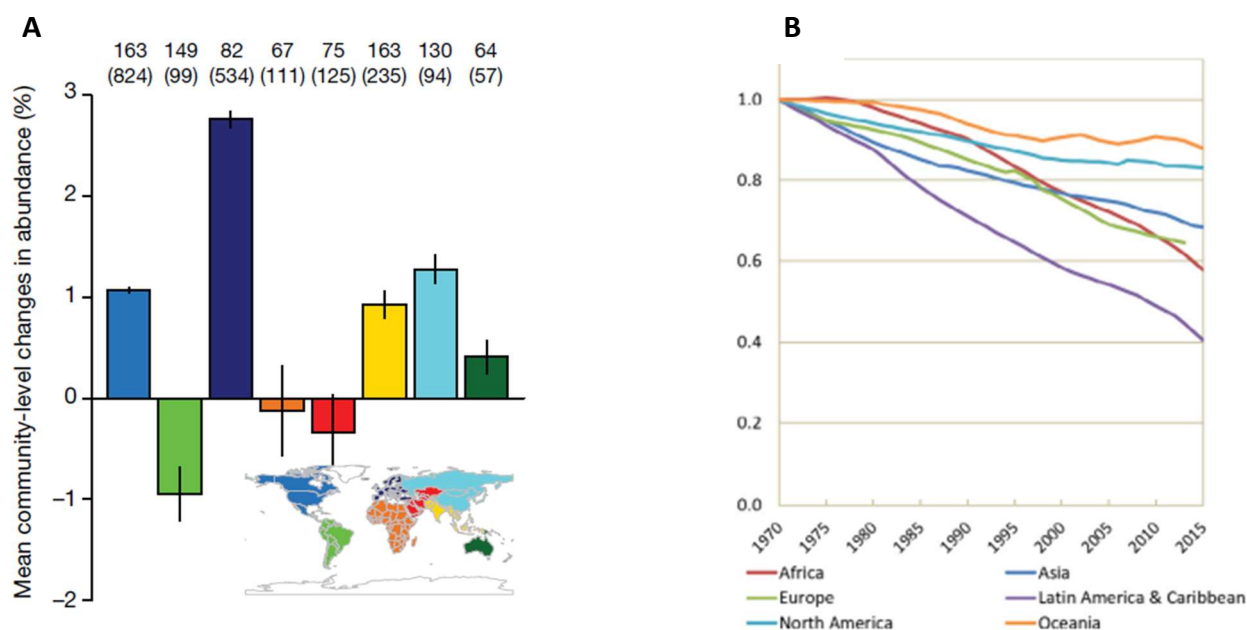 A
163 149 82 67 75 163 130 64
(824) (99) (534) (111) (125) (235) (94) (57)
Mean community-level changes in abundance (%)
3
2
1
0
–1
–2
B
1.0
0.8
0.6
0.4
0.2
0.0
1970 1975 1980 1985 1990 1995 2000 2005 2010 2015
Africa Asia
Europe Latin America & Caribbean
North America Oceania